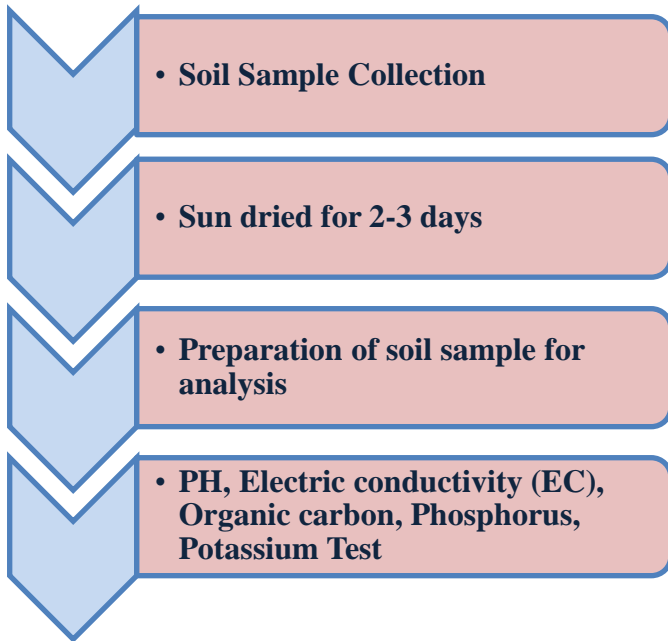 • Soil Sample Collection
• Sun dried for 2-3 days
• Preparation of soil sample for
analysis
• PH, Electric conductivity (EC),
Organic carbon, Phosphorus,
Potassium Test